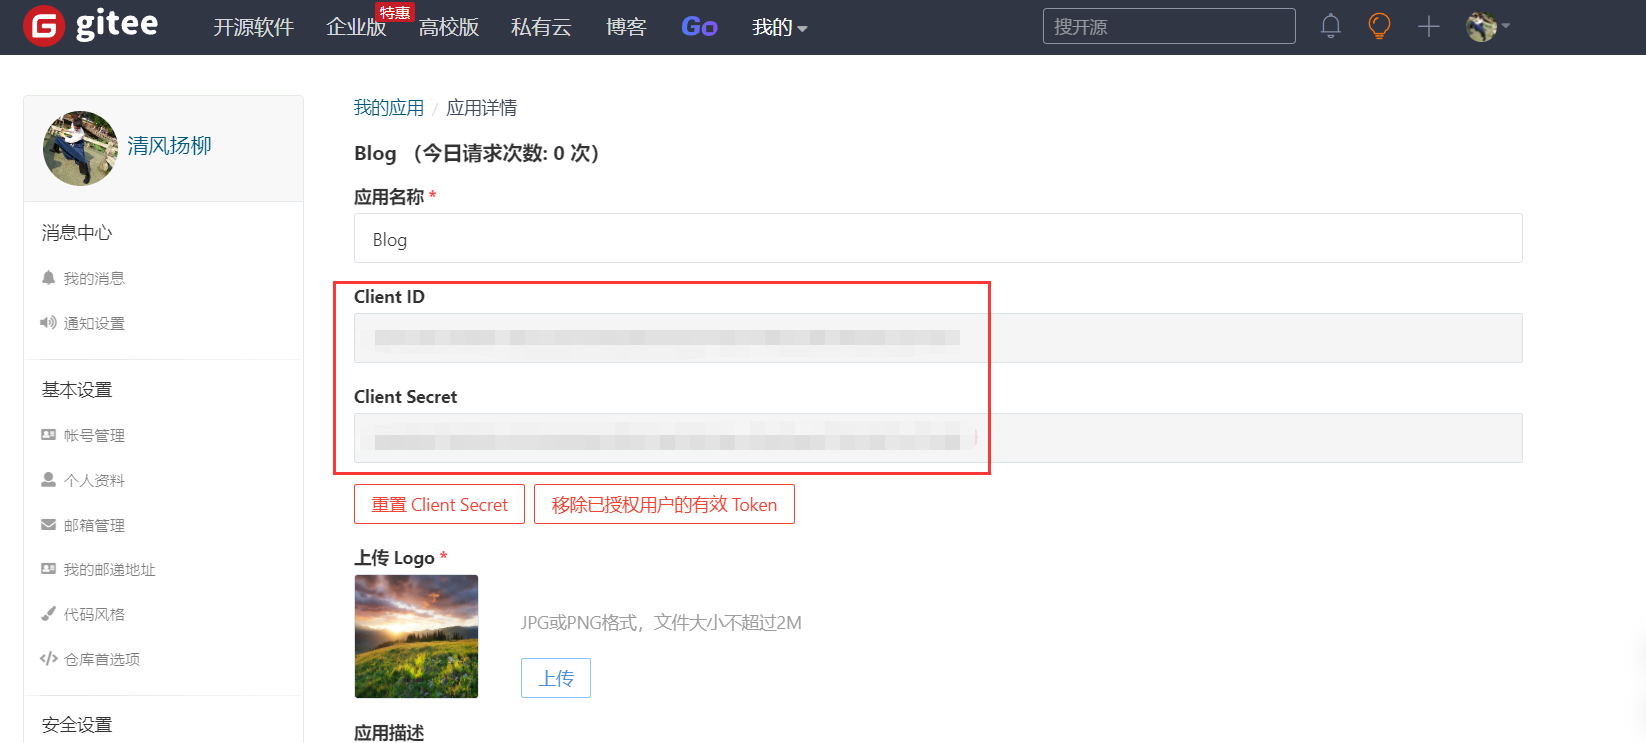 gitee
开源软件 企业版 特惠 高校版 私有云 博客 Go 我的 搜开源
清风扬柳
消息中心
我的消息
通知设置
基本设置
帐号管理
个人资料
邮箱管理
我的邮递地址
代码风格
仓库首选项
安全设置
我的应用 / 应用详情
Blog （今日请求次数: 0 次）
应用名称 *
Blog
Client ID
Client Secret
重置 Client Secret 移除已授权用户的有效 Token
上传 Logo *
JPG或PNG格式，文件大小不超过2M
上传
应用描述